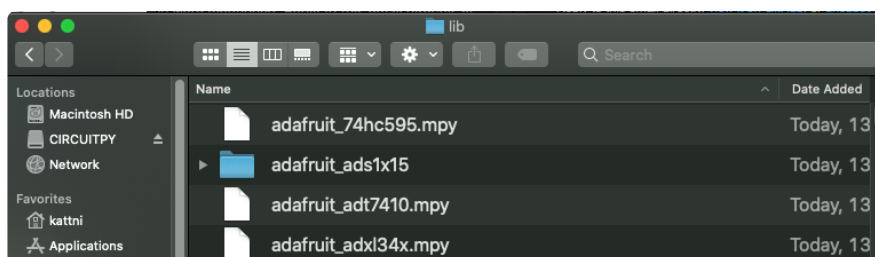 lib
Search
Locations
Macintosh HD
CIRCUITPY
Network
Favorites
kattni
Applications
Name
Date Added
adafruit_74hc595.mpy
Today, 13
adafruit_ads1x15
Today, 13
adafruit_adt7410.mpy
Today, 13
adafruit_adxl34x.mpy
Today, 13